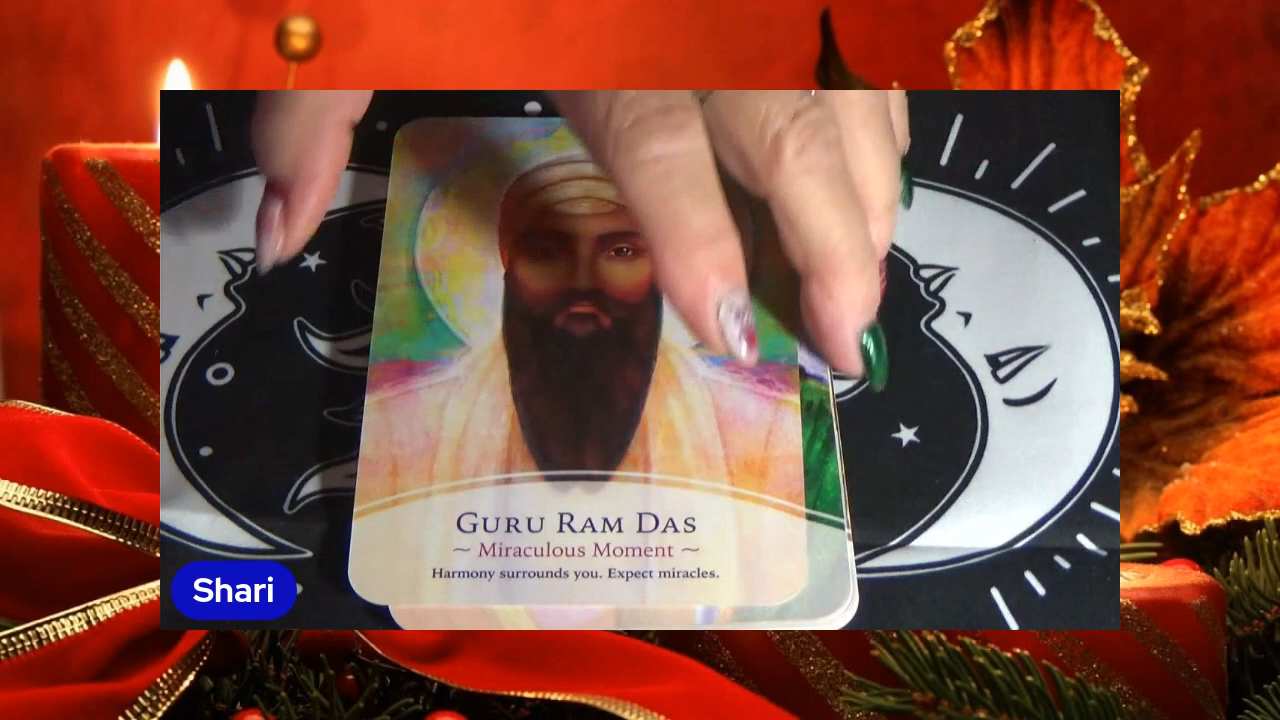 Guru Ram Das
~ Miraculous Moment ~
Harmony surrounds you. Expect miracles.
Shari